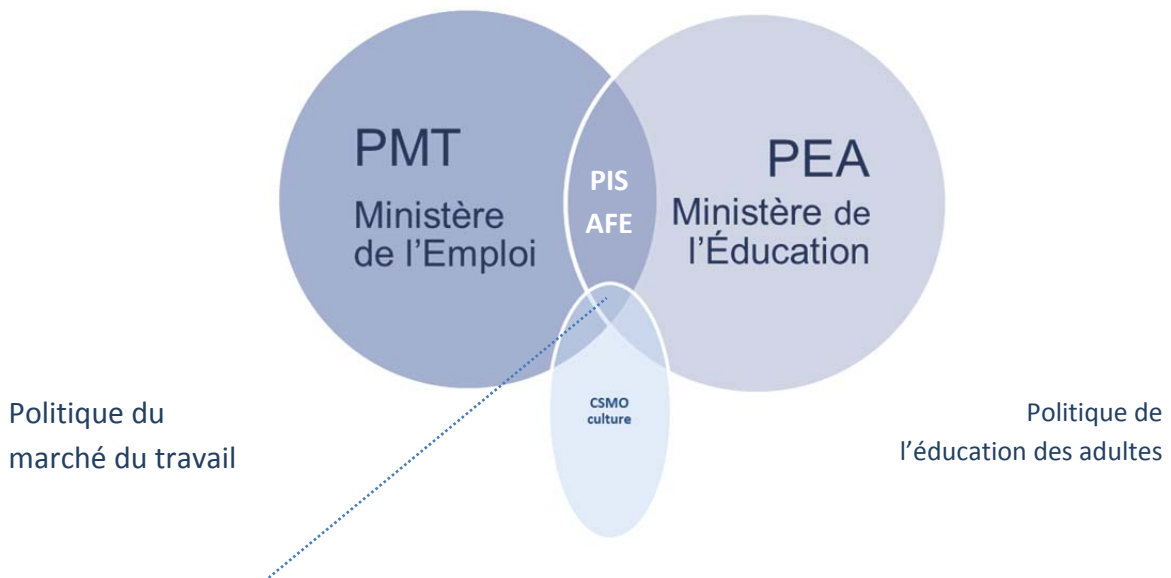 PMT
Ministère
de l'Emploi
PIS
AFE
PEA
Ministère de
l'Éducation
CSMO
culture
Politique du
marché du travail
Politique de
l'éducation des adultes